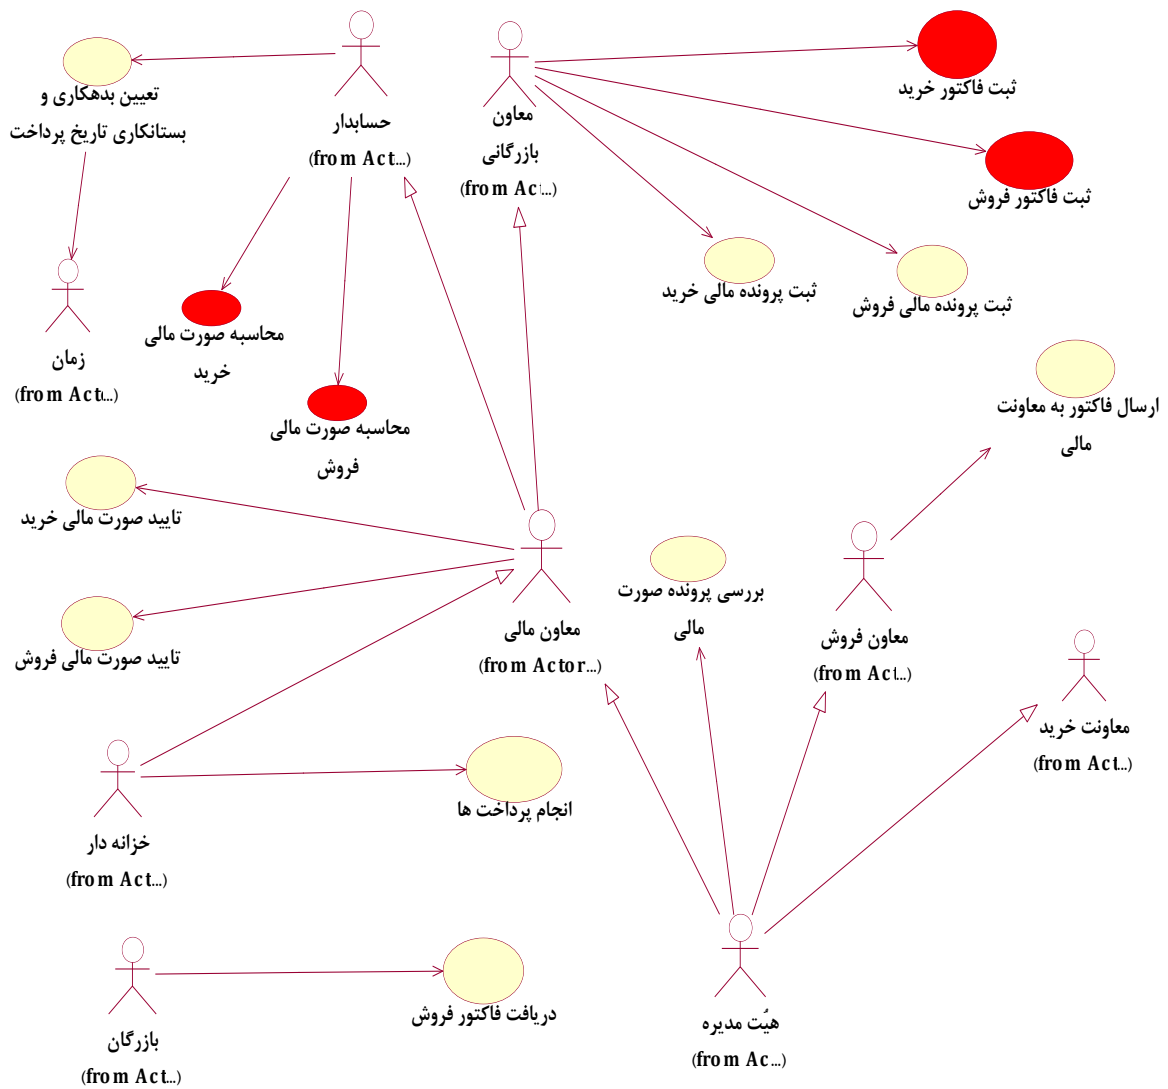 ثبت فاکتور خرید
تعیین بدهکاری و
بستانکاری تاریخ پرداخت
حسابدار
(from Act...)
معاون
بازرگانی
(from Act...)
ثبت فاکتور فروش
ثبت پرونده مالی خرید
ثبت پرونده مالی فروش
زمان
(from Act...)
محاسبه صورت مالی
خرید
محاسبه صورت مالی
فروش
ارسال فاکتور به معاونت
مالی
تایید صورت مالی خرید
تایید صورت مالی فروش
معاون مالی
(from Actor...)
بررسی پرونده صورت
مالی
معاون فروش
(from Act...)
معاونت خرید
(from Act...)
خزانه دار
(from Act...)
انجام پرداخت ها
بازرگان
(from Act...)
دریافت فاکتور فروش
هیُت مدیره
(from Ac...)